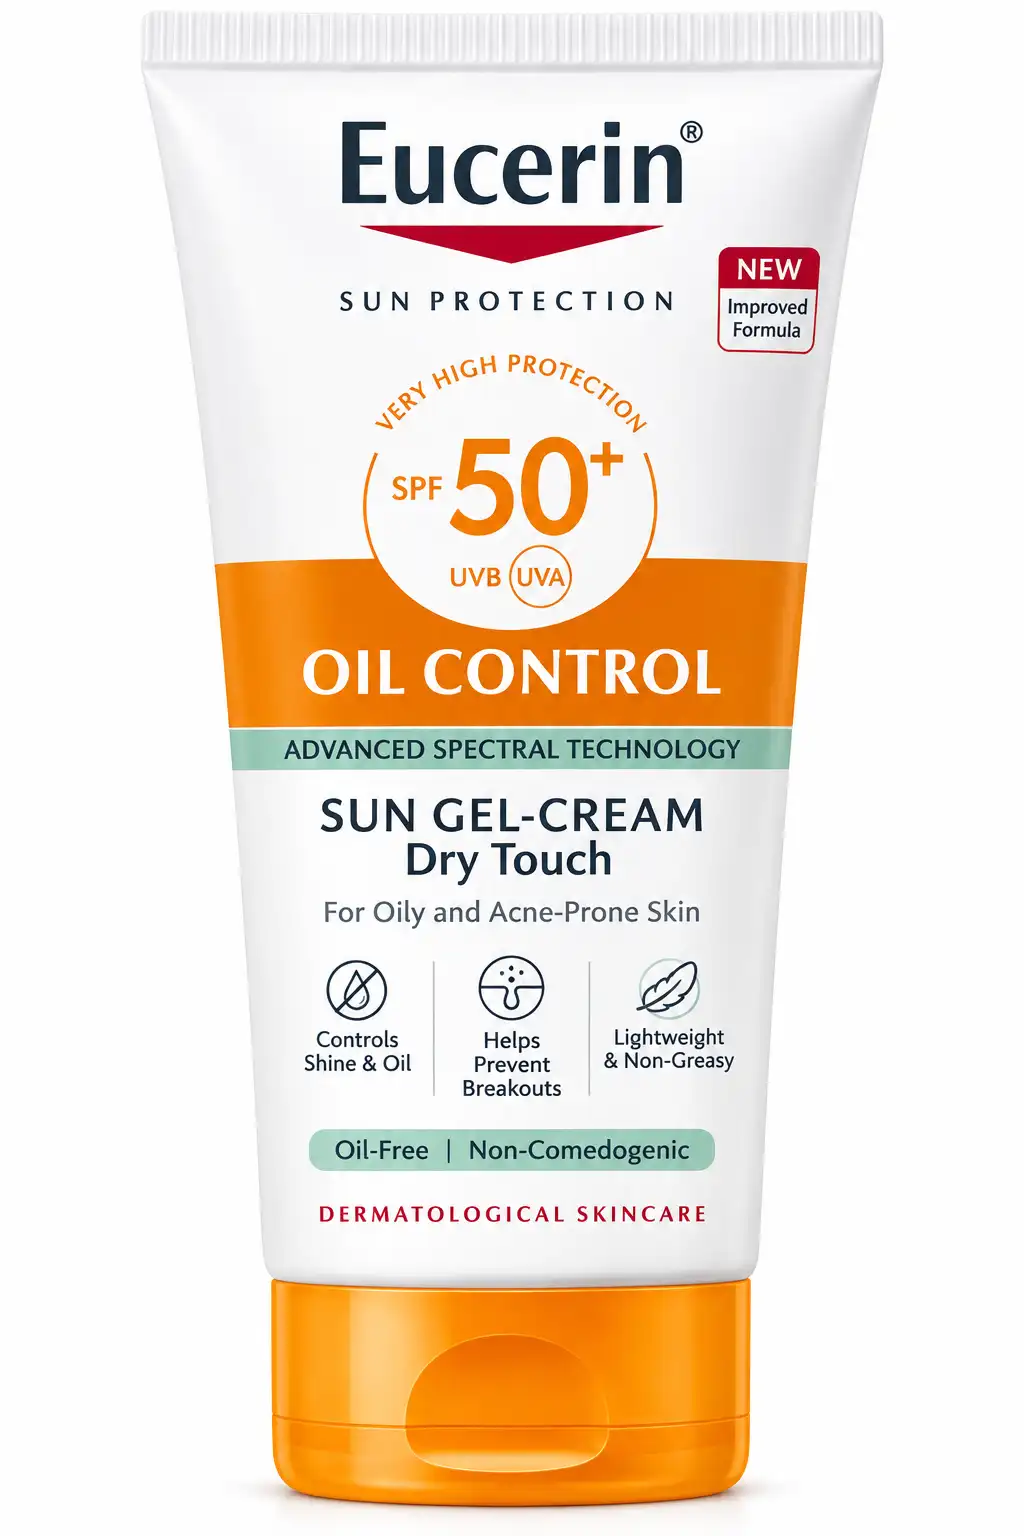 Eucerin®
SUN PROTECTION
NEW
Improved
Formula
VERY HIGH PROTECTION
SPF 50+
UVB UVA
OIL CONTROL
ADVANCED SPECTRAL TECHNOLOGY
SUN GEL-CREAM
Dry Touch
For Oily and Acne-Prone Skin
Controls
Shine & Oil
Helps
Prevent
Breakouts
Lightweight
& Non-Greasy
Oil-Free | Non-Comedogenic
DERMATOLOGICAL SKINCARE